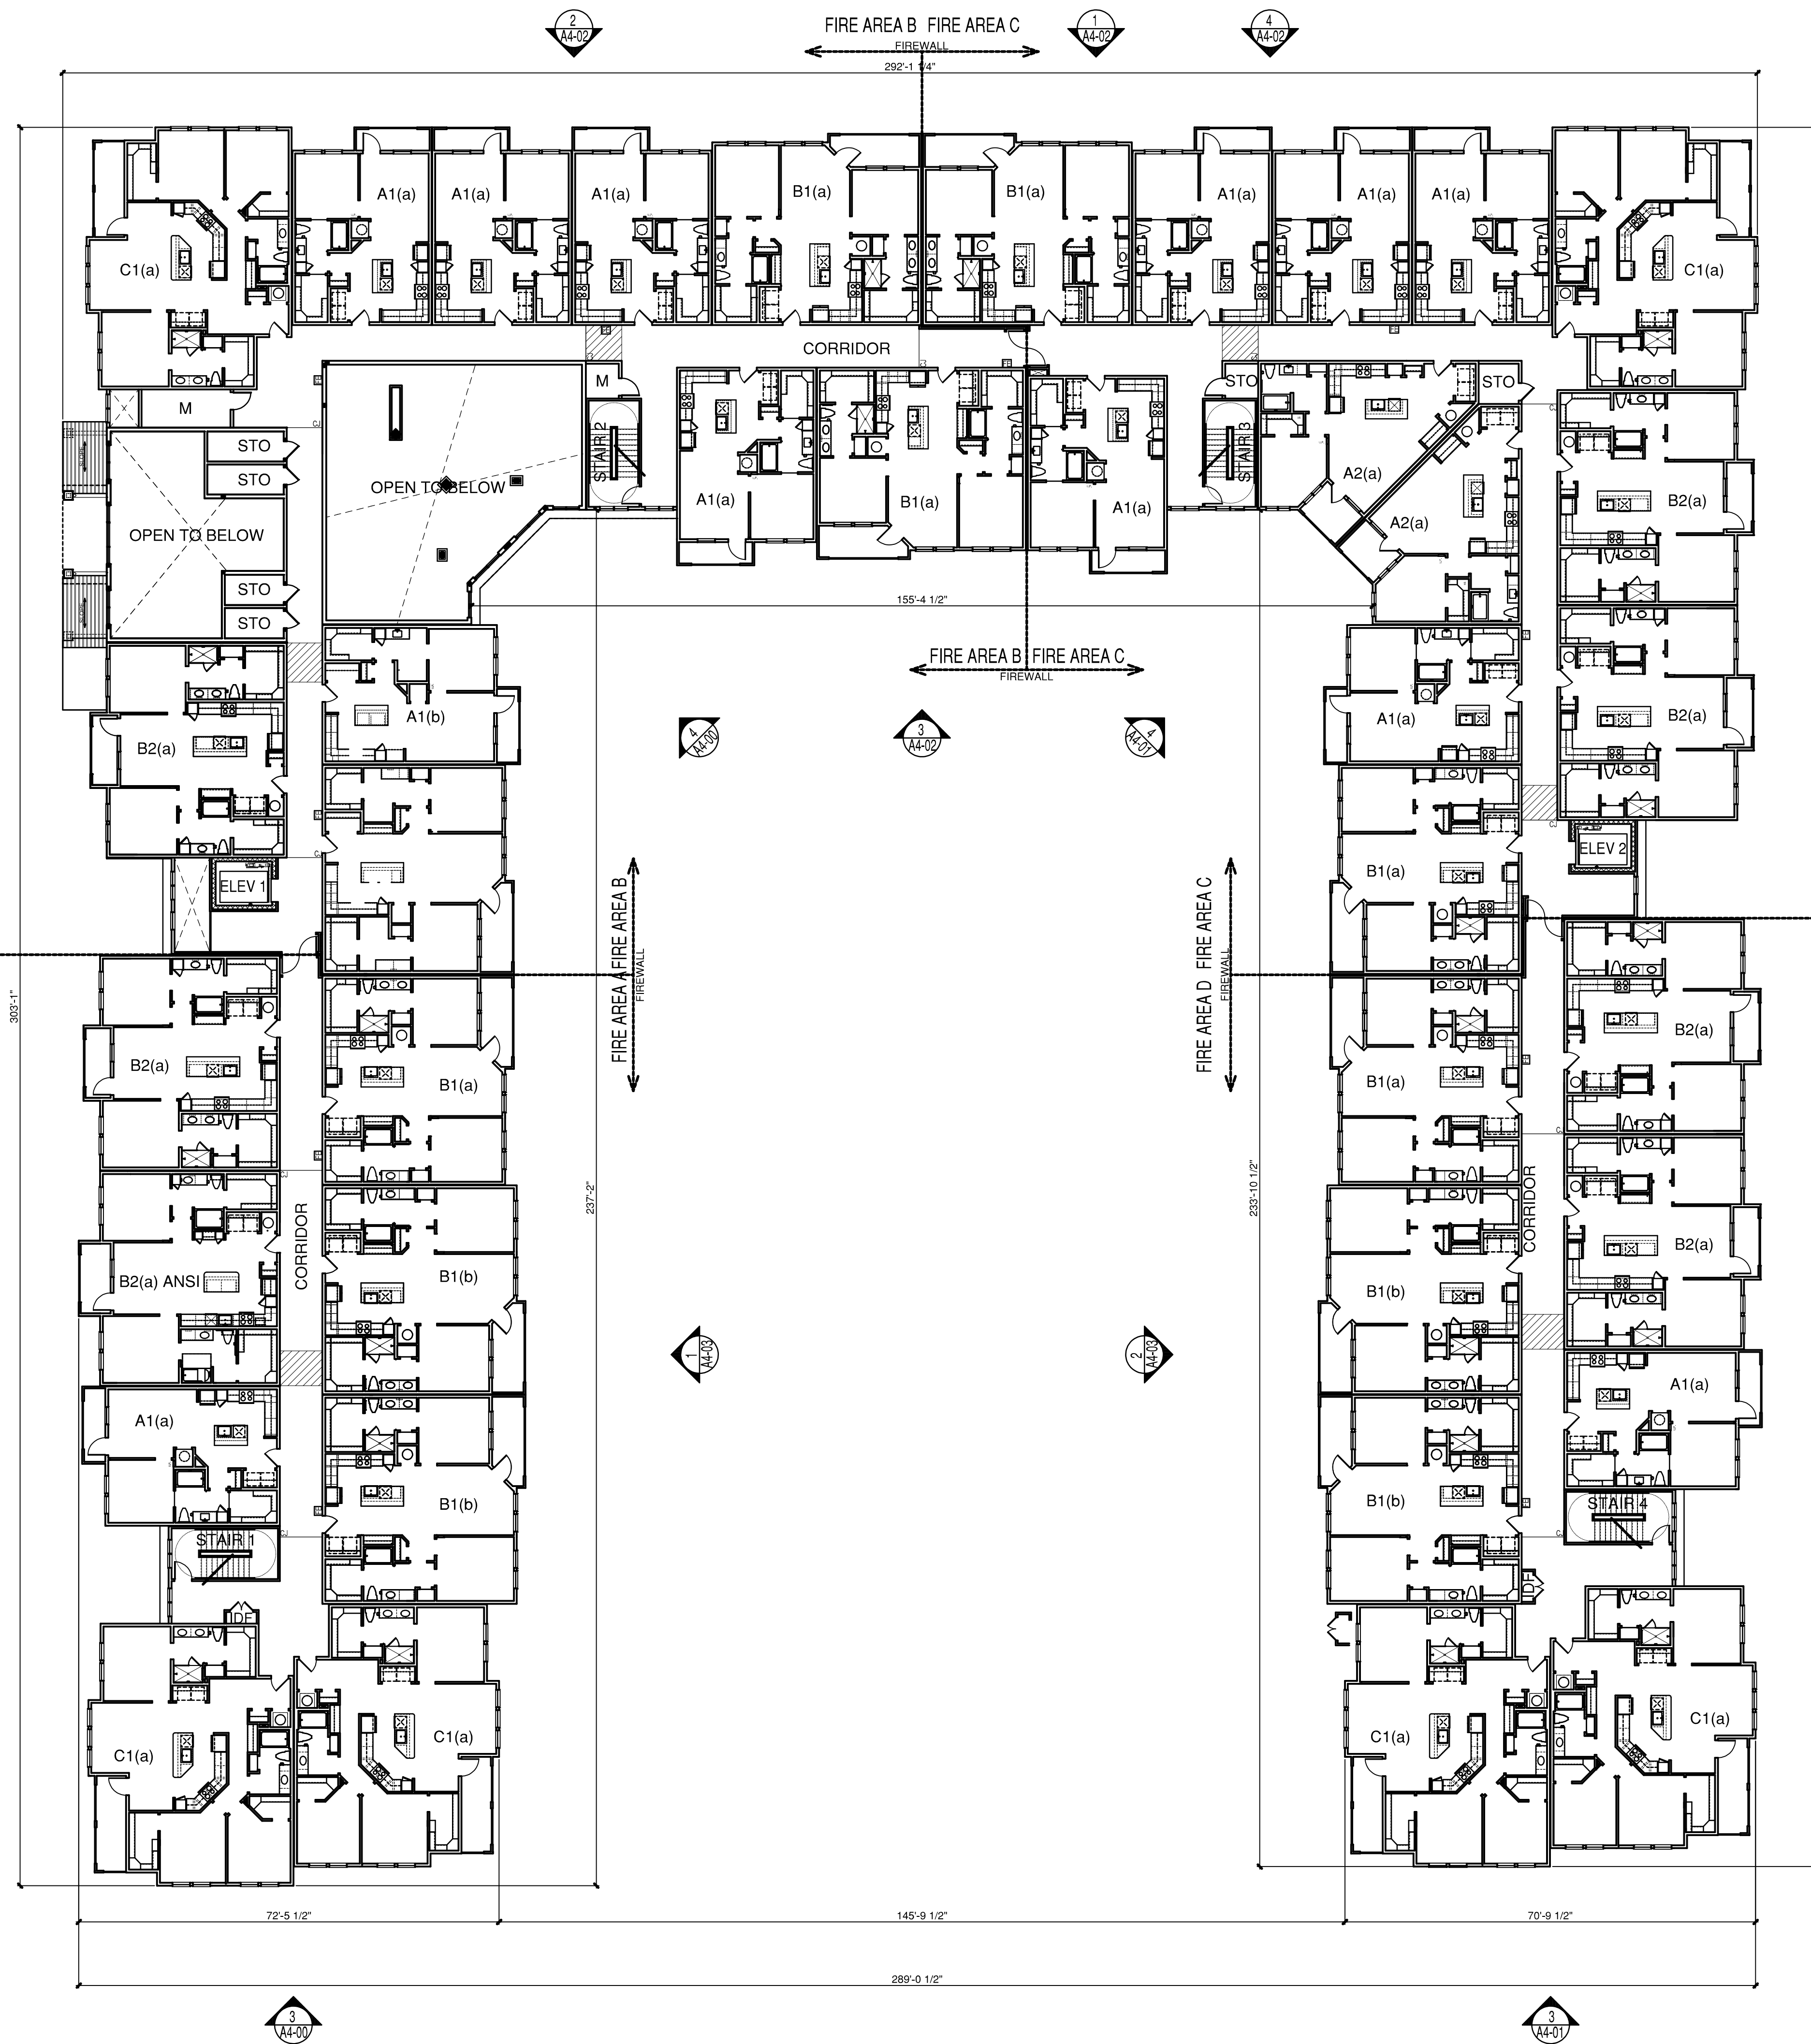 2
A4-02
FIRE AREA B FIRE AREA C
FIREWALL
1
A4-02
4
A4-02
292'-1 1/4"
A1(a)
A1(a)
A1(a)
B1(a)
B1(a)
A1(a)
A1(a)
A1(a)
C1(a)
C1(a)
CORRIDOR
M
STO
STO
M
STAIR 2
STAIR 3
STO
STO
OPEN TO BELOW
OPEN TO BELOW
A1(a)
B1(a)
A1(a)
A2(a)
A2(a)
B2(a)
STO
STO
155'-4 1/2"
FIRE AREA B FIRE AREA C
FIREWALL
A1(b)
A1(a)
B2(a)
B2(a)
4
A4-00
3
A4-02
4
A4-01
ELEV 1
ELEV 2
B1(a)
FIRE AREA A FIRE AREA B
FIREWALL
FIRE AREA D FIRE AREA C
FIREWALL
303'-1"
B2(a)
B1(a)
B1(a)
B2(a)
237'-2"
233'-10 1/2"
CORRIDOR
CORRIDOR
B2(a) ANSI
B1(b)
B1(b)
B2(a)
1
A4-03
2
A4-03
A1(a)
A1(a)
B1(b)
B1(b)
STAIR 1
STAIR 4
IDF
IDF
C1(a)
C1(a)
C1(a)
C1(a)
72'-5 1/2"
145'-9 1/2"
70'-9 1/2"
289'-0 1/2"
3
A4-00
3
A4-01